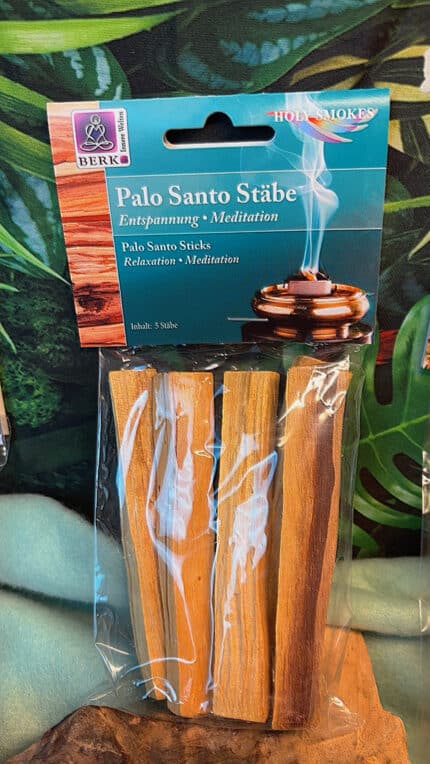 HOLY SMOKES
BERK
Innere Welten
Palo Santo Stäbe
Entspannung • Meditation
Palo Santo Sticks
Relaxation • Meditation
Inhalt: 5 Stäbe